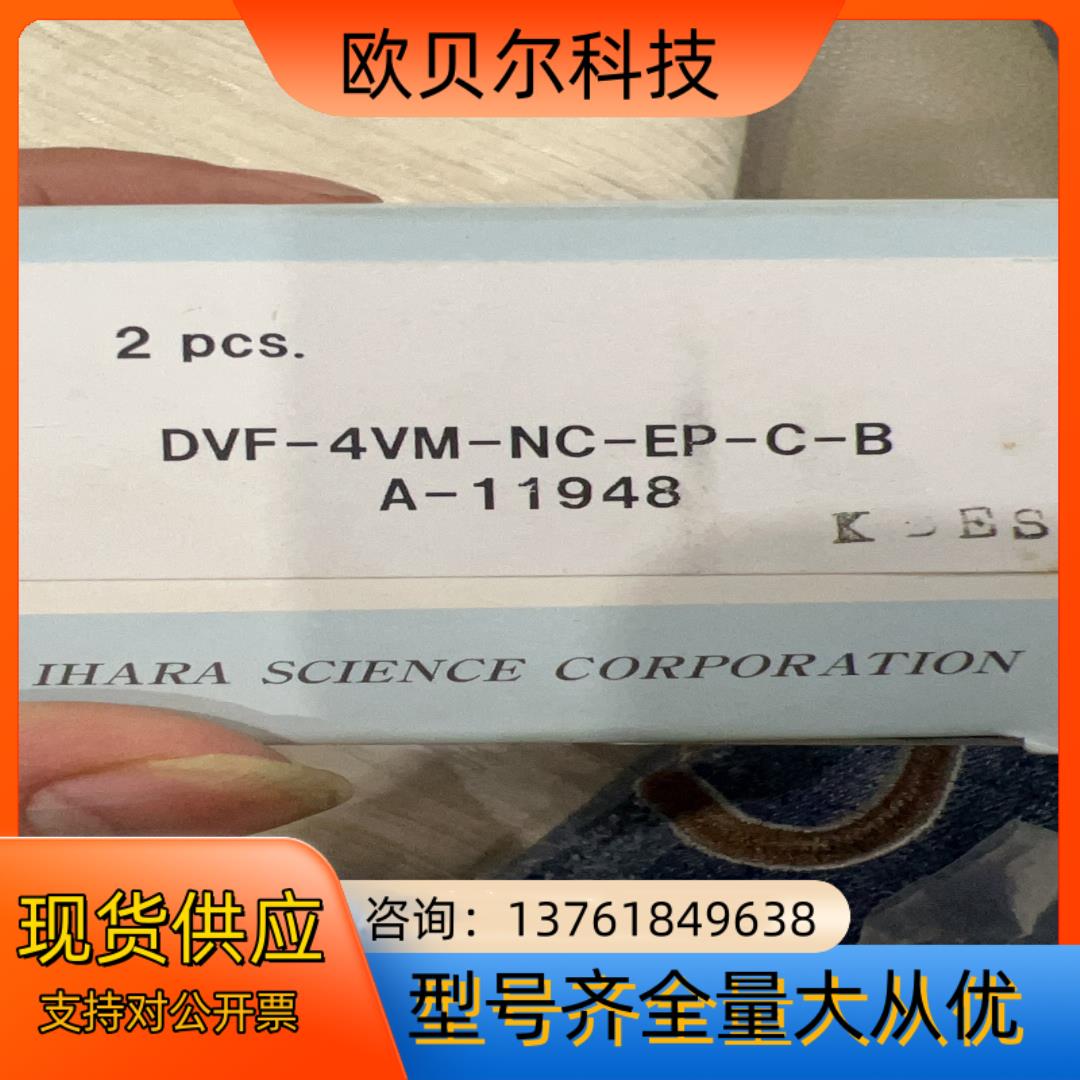 欧贝尔科技
2 pcs.
DVF-4VM-NC-EP-C-B
A-11948
IHARA SCIENCE CORPORATION
现货供应
咨询：13761849638
支持对公开票
型号齐全量大从优